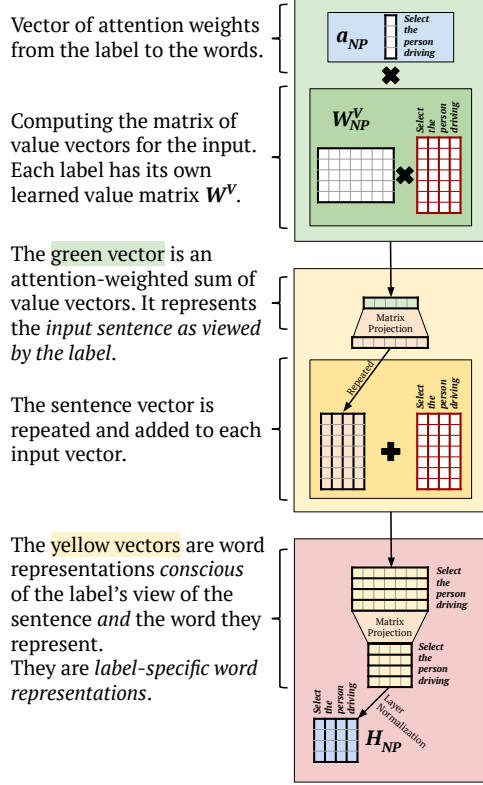 Vector of attention weights
from the label to the words.
a_NP
Select
the
person
driving
Computing the matrix of
value vectors for the input.
Each label has its own
learned value matrix W^V.
W^V_NP
Select
the
person
driving
The green vector is an
attention-weighted sum of
value vectors. It represents
the input sentence as viewed
by the label.
Matrix
Projection
The sentence vector is
repeated and added to each
input vector.
Repeated
Select
the
person
driving
The yellow vectors are word
representations conscious
of the label's view of the
sentence and the word they
represent.
They are label-specific word
representations.
Select
the
person
driving
Matrix
Projection
Select
the
person
driving
Layer
Normalization
Select
the
person
driving
H_NP